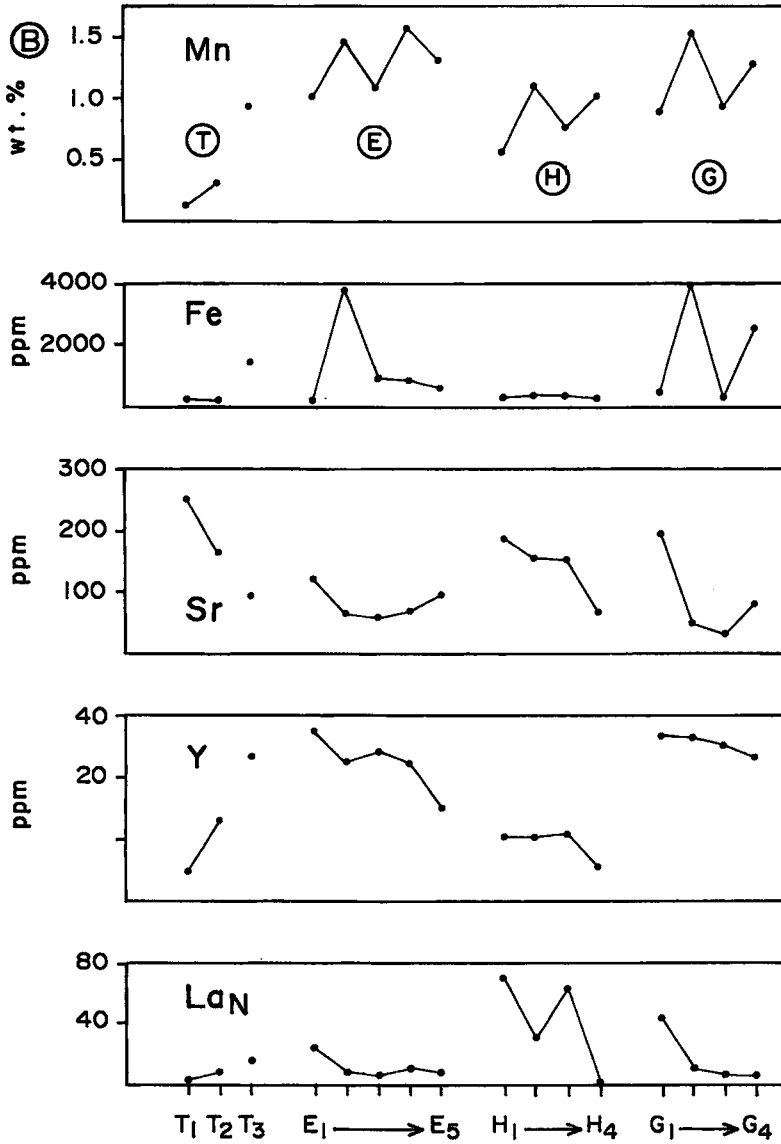 B
wt. %
Mn
1.5
1.0
0.5
T
E
H
G
ppm
Fe
4000
2000
ppm
Sr
300
200
100
ppm
Y
40
20
LaN
80
40
T1 T2 T3 E1 → E5 H1 → H4 G1 → G4